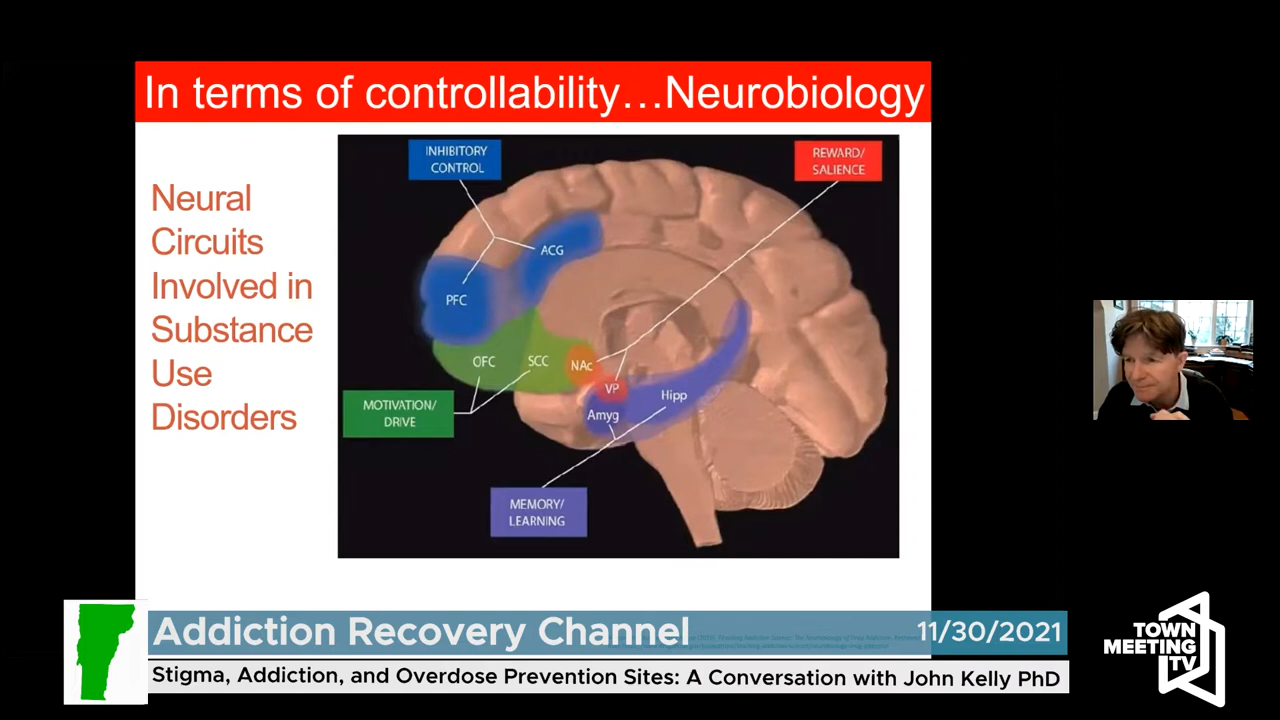 In terms of controllability…Neurobiology
Neural
Circuits
Involved in
Substance
Use
Disorders
INHIBITORY
CONTROL
REWARD/
SALIENCE
ACG
PFC
OFC
SCC
NAc
VP
Amyg
Hipp
MOTIVATION/
DRIVE
MEMORY/
LEARNING
Addiction Recovery Channel
11/30/2021
Stigma, Addiction, and Overdose Prevention Sites: A Conversation with John Kelly PhD
TOWN
MEETING
TV